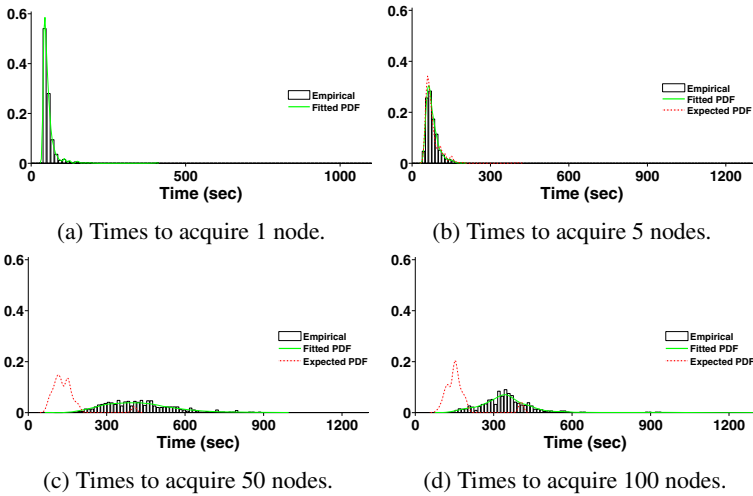 0.6
0.4
0.2
0
Empirical
Fitted PDF
0
500
1000
Time (sec)
(a) Times to acquire 1 node.
0.6
0.4
0.2
0
Empirical
Fitted PDF
Expected PDF
0
300
600
900
1200
Time (sec)
(b) Times to acquire 5 nodes.
0.6
0.4
0.2
0
Empirical
Fitted PDF
Expected PDF
0
300
600
900
1200
Time (sec)
(c) Times to acquire 50 nodes.
0.6
0.4
0.2
0
Empirical
Fitted PDF
Expected PDF
0
300
600
900
1200
Time (sec)
(d) Times to acquire 100 nodes.